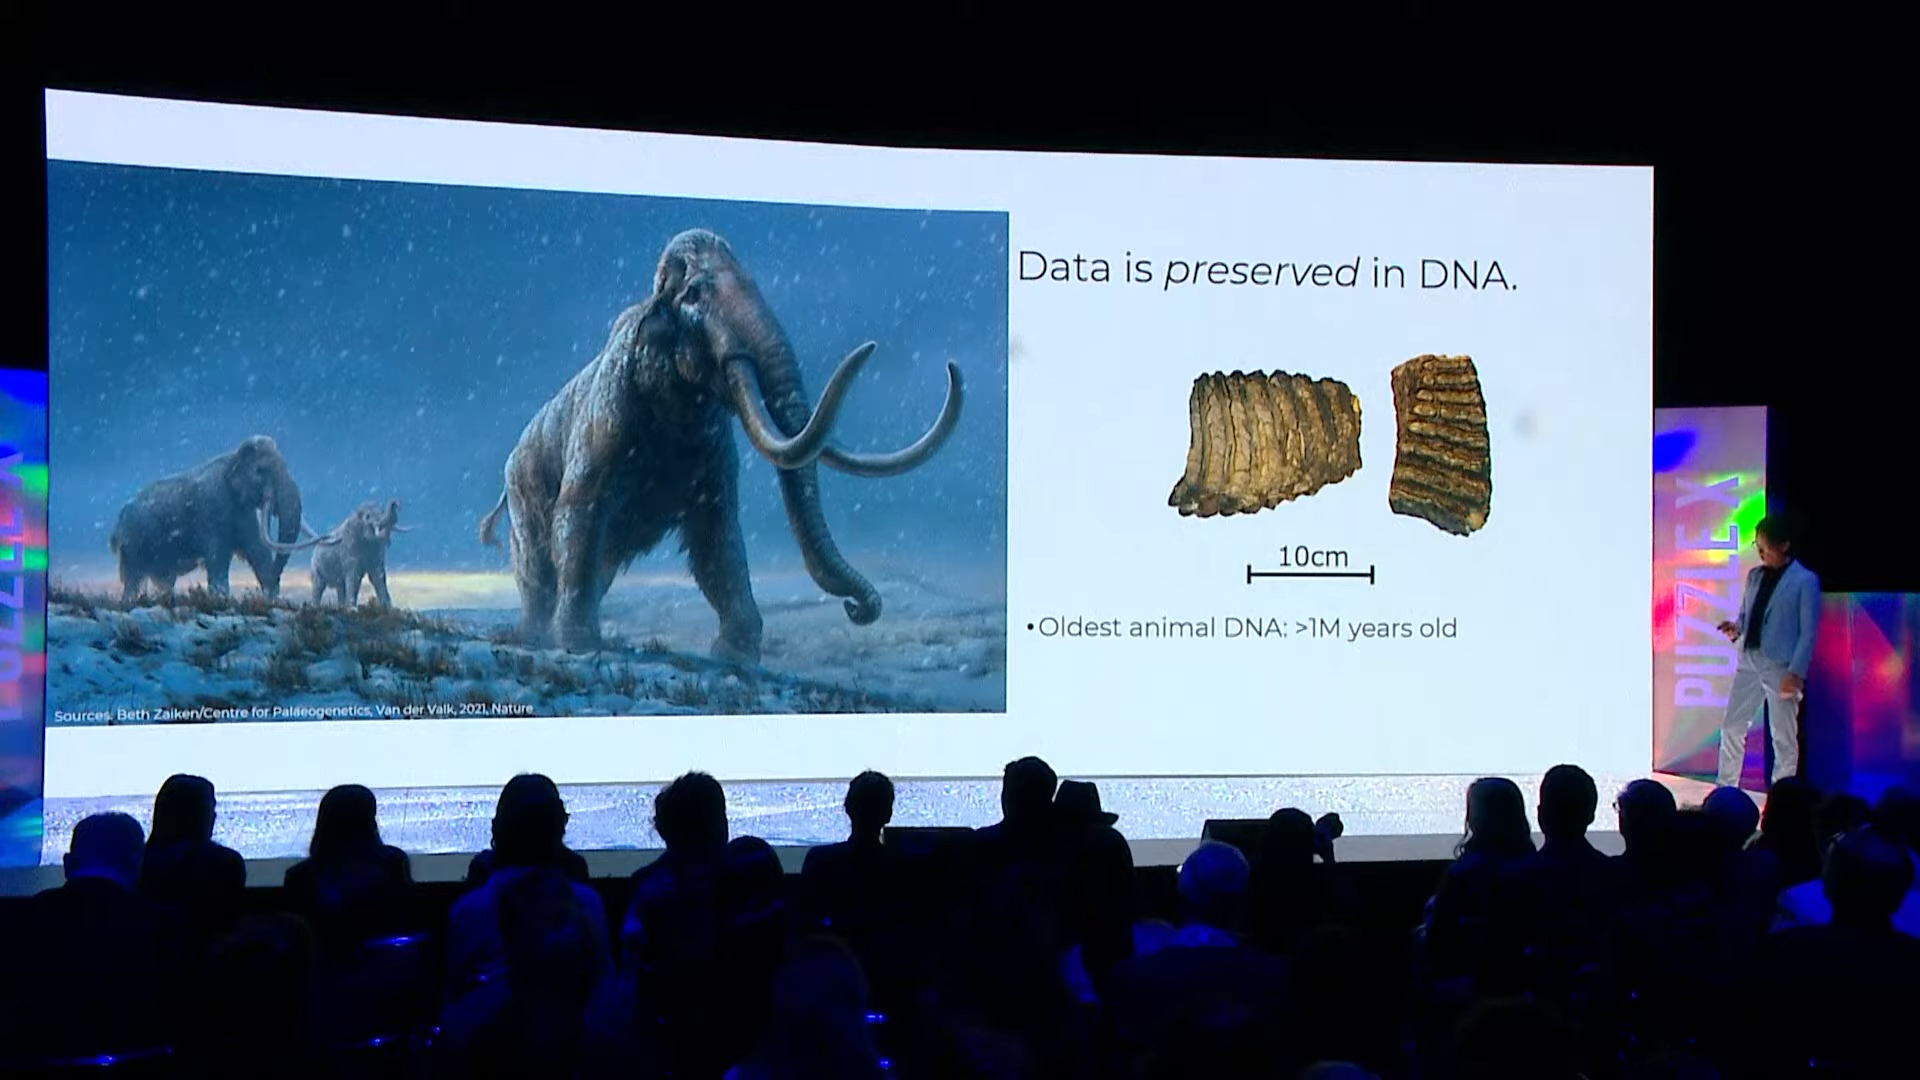 Data is preserved in DNA.
10cm
•Oldest animal DNA: >1M years old
Sources: Beth Zaiken/Centre for Palaeogenetics, Van der Valk, 2021, Nature
PUZZLE X
PUZZLE X